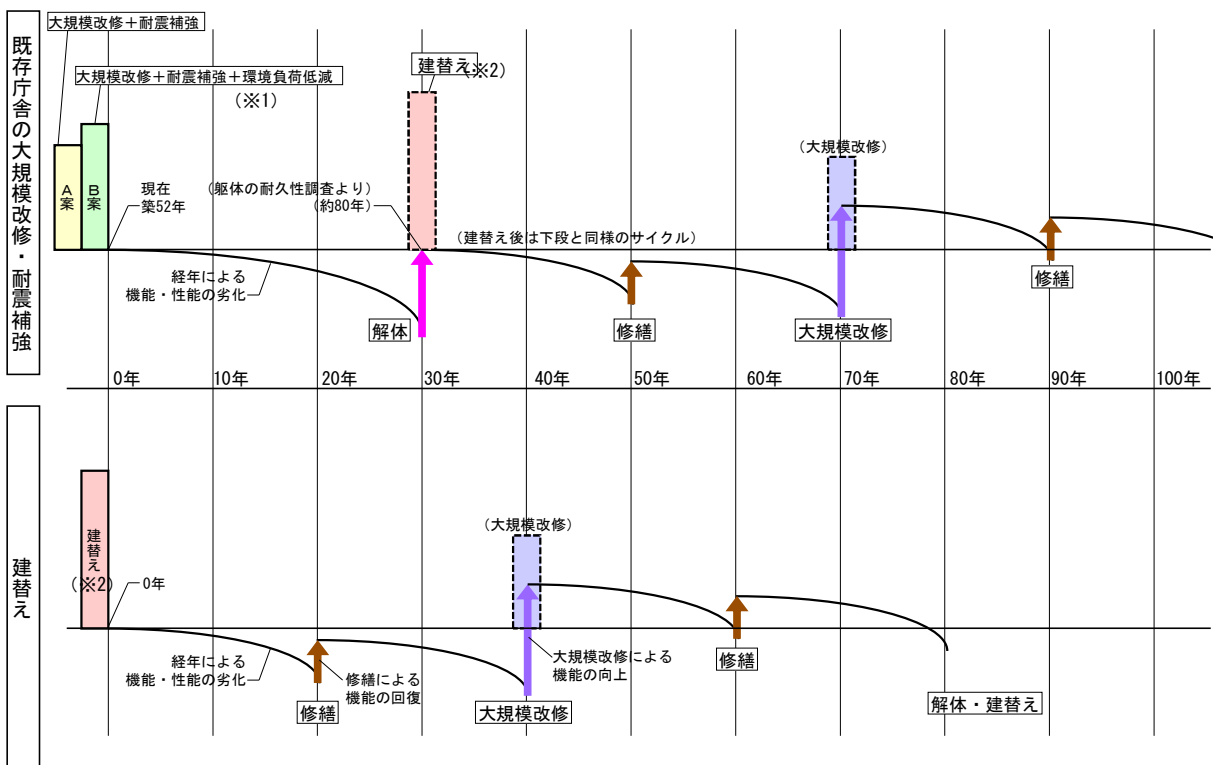 既存庁舎の大規模改修・耐震補強
大規模改修＋耐震補強
大規模改修＋耐震補強＋環境負荷低減
（※1）
建替え
（※2）
Ａ案
Ｂ案
現在
築52年
（躯体の耐久性調査より）
（約80年）
（大規模改修）
（建替え後は下段と同様のサイクル）
経年による
機能・性能の劣化
解体
修繕
大規模改修
修繕
0年
10年
20年
30年
40年
50年
60年
70年
80年
90年
100年
建替え
建替え
（※2）
0年
（大規模改修）
経年による
機能・性能の劣化
修繕による
機能の回復
修繕
大規模改修による
機能の向上
大規模改修
修繕
解体・建替え